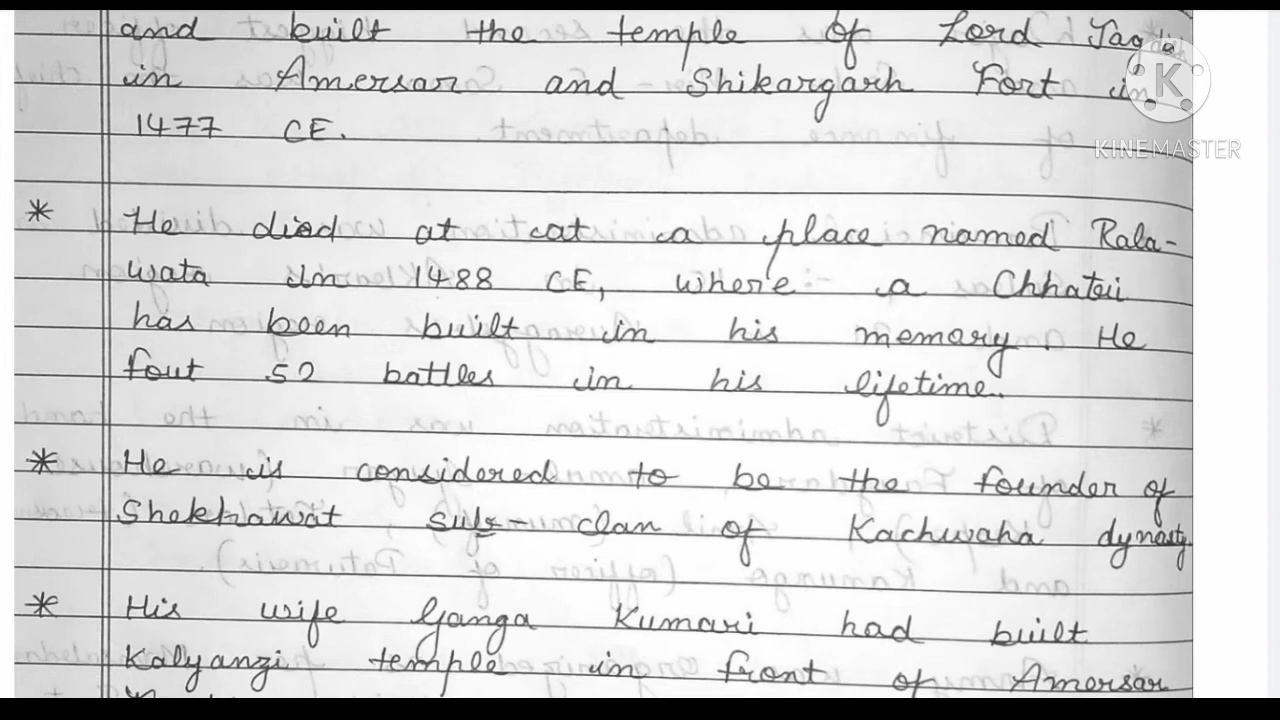 and built the temple of Lord
in Amersar and Shikargarh Fort in
1477 CE.
KINEMASTER
* He died at at a place named Rala-
wata in 1488 CE, where a Chhatri
has been built in his memory. He
fout 52 battles in his lifetime.
* He is considered to be the founder of
Shekhawat sub- clan of Kachwaha dynasty
* His wife Ganga Kumari had built
Kalyanzi temple in front of Amersar